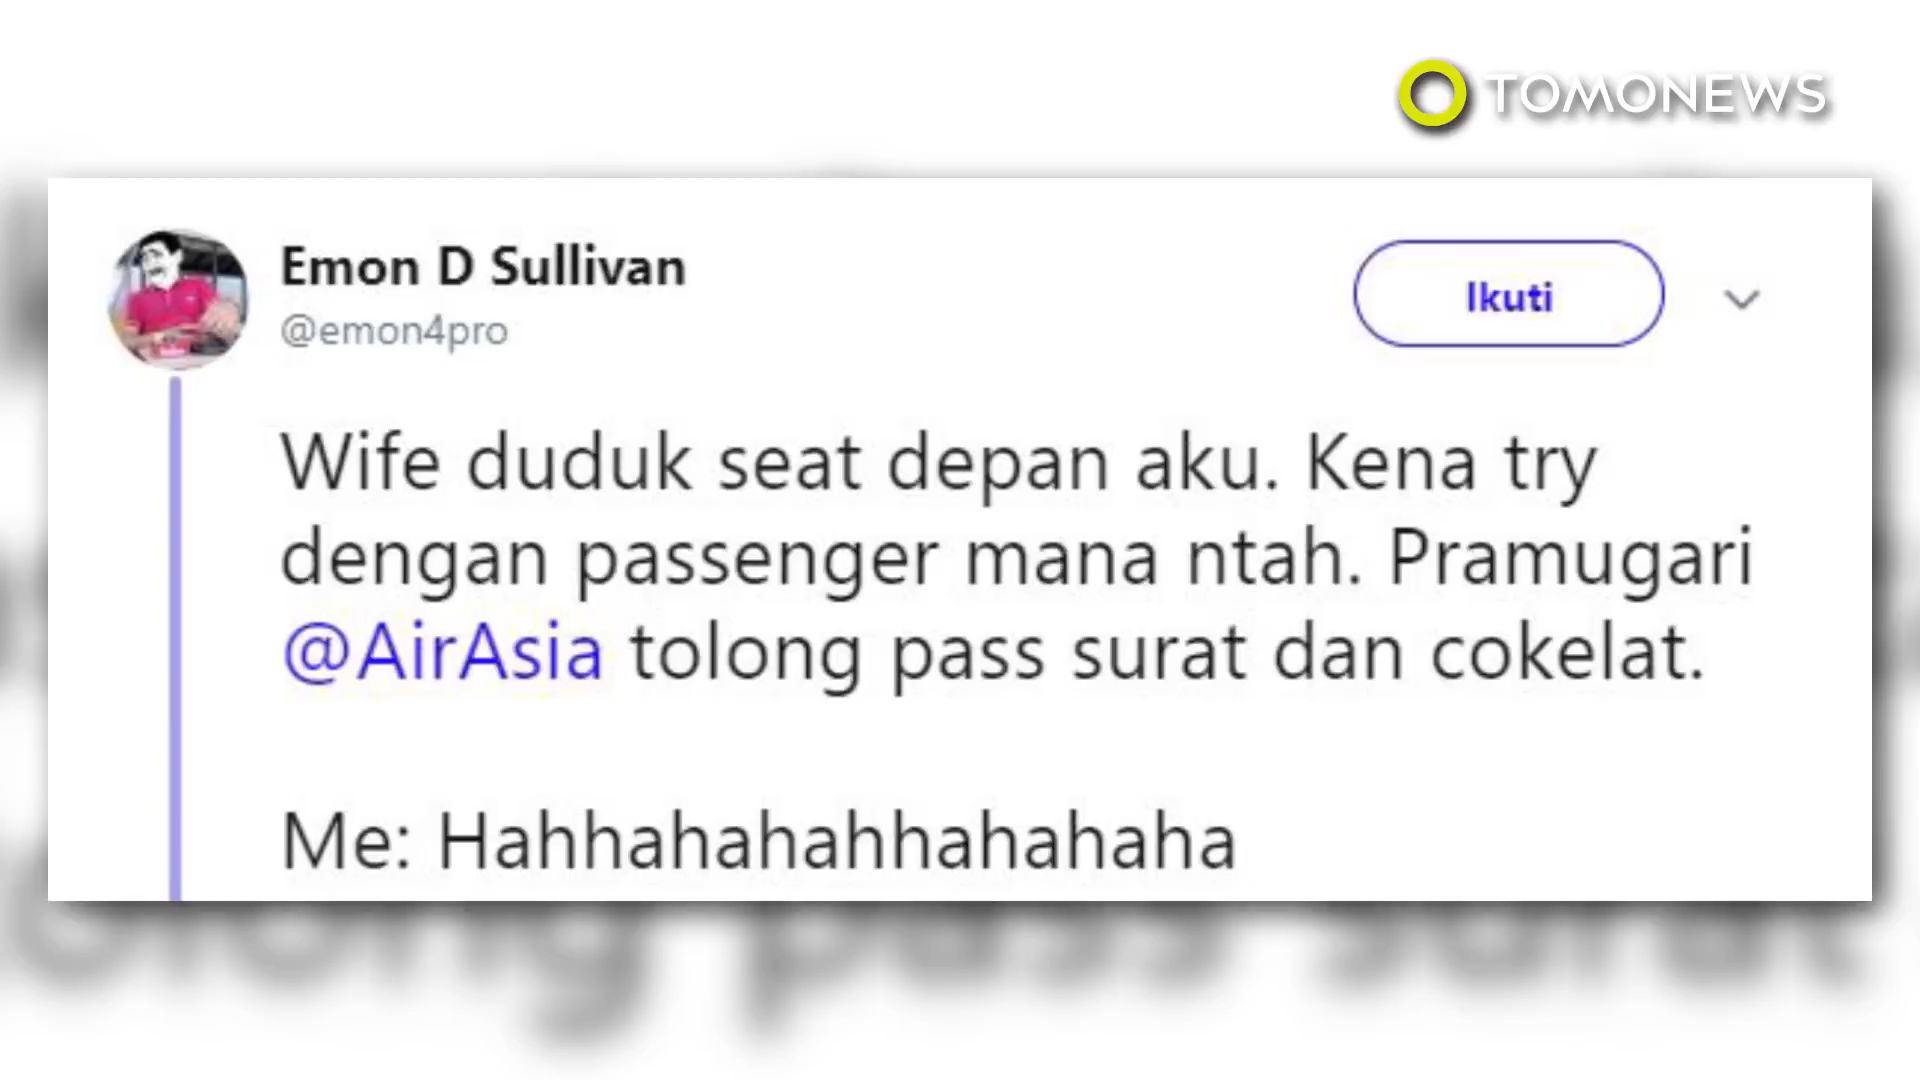 TOMONEWS
Emon D Sullivan
@emon4pro
Ikuti
Wife duduk seat depan aku. Kena try
dengan passenger mana ntah. Pramugari
@AirAsia tolong pass surat dan cokelat.
Me: Hahhahahahhahahaha